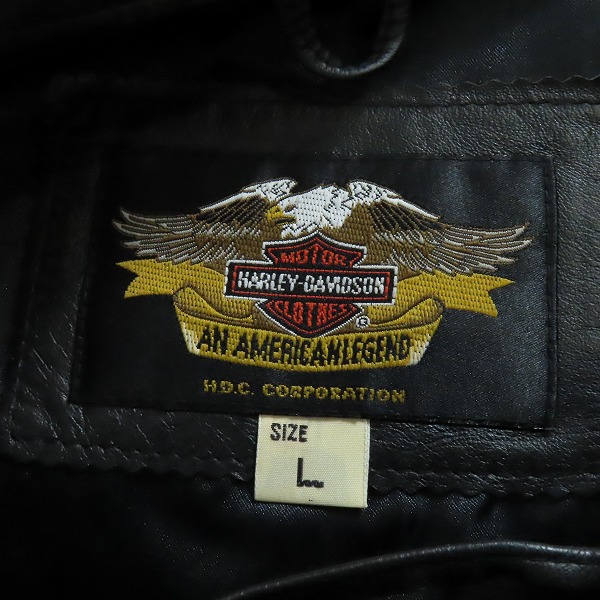 MOTOR
HARLEY-DAVIDSON
CLOTHES
©
AN AMERICAN LEGEND
H.D.C. CORPORATION
SIZE
L